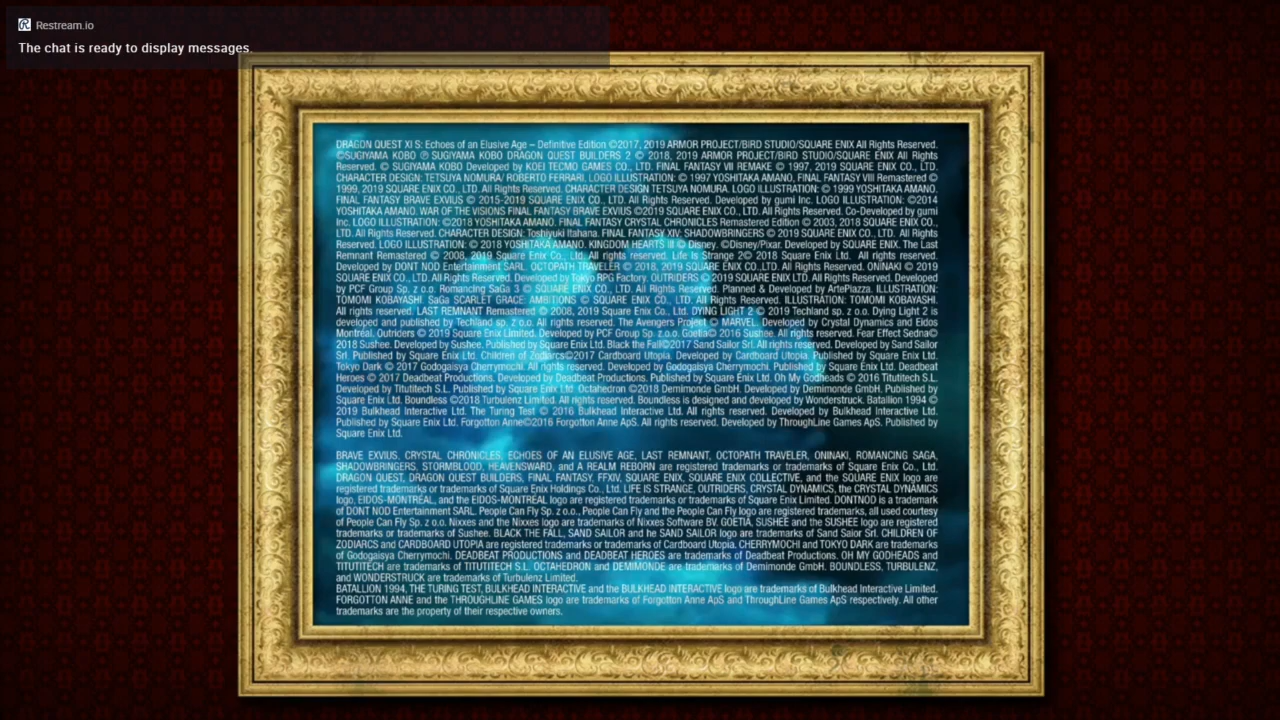 Restream.io
The chat is ready to display messages.
DRAGON QUEST XI S: Echoes of an Elusive Age – Definitive Edition ©2017, 2019 ARMOR PROJECT/BIRD STUDIO/SQUARE ENIX All Rights Reserved.
©SUGIYAMA KOBO ℗ SUGIYAMA KOBO DRAGON QUEST BUILDERS 2 © 2018, 2019 ARMOR PROJECT/BIRD STUDIO/SQUARE ENIX All Rights
Reserved. © SUGIYAMA KOBO Developed by KOEI TECMO GAMES CO., LTD. FINAL FANTASY VII REMAKE © 1997, 2019 SQUARE ENIX CO., LTD.
CHARACTER DESIGN: TETSUYA NOMURA/ ROBERTO FERRARI. LOGO ILLUSTRATION: © 1997 YOSHITAKA AMANO, FINAL FANTASY VIII Remastered ©
1999, 2019 SQUARE ENIX CO., LTD. All Rights Reserved. CHARACTER DESIGN TETSUYA NOMURA. LOGO ILLUSTRATION: © 1999 YOSHITAKA AMANO.
FINAL FANTASY BRAVE EXVIUS © 2015-2019 SQUARE ENIX CO., LTD. All Rights Reserved. Developed by gumi Inc. LOGO ILLUSTRATION: ©2014
YOSHITAKA AMANO. WAR OF THE VISIONS FINAL FANTASY BRAVE EXVIUS ©2019 SQUARE ENIX CO., LTD. All Rights Reserved. Co-Developed by gumi
Inc. LOGO ILLUSTRATION: ©2018 YOSHITAKA AMANO. FINAL FANTASY CRYSTAL CHRONICLES Remastered Edition © 2003, 2018 SQUARE ENIX CO.,
LTD. All Rights Reserved. CHARACTER DESIGN: Toshiyuki Itahana. FINAL FANTASY XIV: SHADOWBRINGERS © 2019 SQUARE ENIX CO., LTD. All Rights
Reserved. LOGO ILLUSTRATION: © 2018 YOSHITAKA AMANO. KINGDOM HEARTS III © Disney. ©Disney/Pixar. Developed by SQUARE ENIX. The Last
Remnant Remastered © 2008, 2019 Square Enix Co., Ltd. All rights reserved. Life Is Strange 2© 2018 Square Enix Ltd. All rights reserved.
Developed by DONT NOD Entertainment SARL. OCTOPATH TRAVELER © 2018, 2019 SQUARE ENIX CO.,LTD. All Rights Reserved. ONINAKI © 2019
SQUARE ENIX CO., LTD. All Rights Reserved. Developed by Tokyo RPG Factory. OUTRIDERS © 2019 SQUARE ENIX CO., LTD. All Rights Reserved. Developed
by PCF Group Sp. z o.o. Romancing SaGa 3 © SQUARE ENIX CO., LTD. All Rights Reserved. Planned & Developed by ArtePiazza. ILLUSTRATION:
TOMOMI KOBAYASHI. SaGa SCARLET GRACE: AMBITIONS © SQUARE ENIX CO., LTD. All Rights Reserved. ILLUSTRATION: TOMOMI KOBAYASHI.
All rights reserved. LAST REMNANT Remastered © 2008, 2019 Square Enix Co., Ltd. DYING LIGHT 2 © 2019 Techland sp. z o.o. Dying Light 2 is
developed and published by Techland sp. z o.o. All rights reserved. The Avengers Project © MARVEL. Developed by Crystal Dynamics and Eidos
Montréal. Outriders © 2019 Square Enix Limited. Developed by PCF Group Sp. z.o.o. Goetia© 2016 Sushee. All rights reserved. Fear Effect Sedna©
2018 Sushee. Developed by Sushee. Published by Square Enix Ltd. Black the Fall©2017 Sand Sailor Srl. All rights reserved. Developed by Sand Sailor
Srl. Published by Square Enix Ltd. Children of Zodiarcs©2017 Cardboard Utopia. Developed by Cardboard Utopia. Published by Square Enix Ltd.
Tokyo Dark © 2017 Godogaisya Cherrymochi. All rights reserved. Developed by Godogaisya Cherrymochi. Published by Square Enix Ltd. Deadbeat
Heroes © 2017 Deadbeat Productions. Developed by Deadbeat Productions. Published by Square Enix Ltd. Oh My Godheads © 2016 Titutitech S.L.
Developed by Titutitech S.L. Published by Square Enix Ltd. Octahedron ©2018 Demimonde GmbH. Developed by Demimonde GmbH. Published by
Square Enix Ltd. Boundless ©2018 Turbulenz Limited. All rights reserved. Boundless is designed and developed by Wonderstruck. Batallion 1994 ©
2019 Bulkhead Interactive Ltd. The Turing Test © 2016 Bulkhead Interactive Ltd. All rights reserved. Developed by Bulkhead Interactive Ltd.
Published by Square Enix Ltd. Forgotton Anne©2016 Forgotton Anne ApS. All rights reserved. Developed by ThroughLine Games ApS. Published by
Square Enix Ltd.
BRAVE EXVIUS, CRYSTAL CHRONICLES, ECHOES OF AN ELUSIVE AGE, LAST REMNANT, OCTOPATH TRAVELER, ONINAKI, ROMANCING SAGA,
SHADOWBRINGERS, STORMBLOOD, HEAVENSWARD, and A REALM REBORN are registered trademarks or trademarks of Square Enix Co., Ltd.
DRAGON QUEST, DRAGON QUEST BUILDERS, FINAL FANTASY, FFXIV, SQUARE ENIX, SQUARE ENIX COLLECTIVE, and the SQUARE ENIX logo are
registered trademarks or trademarks of Square Enix Holdings Co., Ltd. LIFE IS STRANGE, OUTRIDERS, CRYSTAL DYNAMICS, the CRYSTAL DYNAMICS
logo, EIDOS-MONTREAL, and the EIDOS-MONTREAL logo are registered trademarks or trademarks of Square Enix Limited. DONTNOD is a trademark
of DONT NOD Entertainment SARL. People Can Fly Sp. z o.o., People Can Fly and the People Can Fly logo are registered trademarks, all used courtesy
of People Can Fly Sp. z o.o. Nixxes and the Nixxes logo are trademarks of Nixxes Software BV. GOETIA, SUSHEE and the SUSHEE logo are registered
trademarks or trademarks of Sushee. BLACK THE FALL, SAND SAILOR and he SAND SAILOR logo are trademarks of Sand Saior Srl. CHILDREN OF
ZODIARCS and CARDBOARD UTOPIA are registered trademarks or trademarks of Cardboard Utopia. CHERRYMOCHI and TOKYO DARK are trademarks
of Godogaisya Cherrymochi. DEADBEAT PRODUCTIONS and DEADBEAT HEROES are trademarks of Deadbeat Productions. OH MY GODHEADS and
TITUTITECH are trademarks of TITUTITECH S.L. OCTAHEDRON and DEMIMONDE are trademarks of Demimonde GmbH. BOUNDLESS, TURBULENZ,
and WONDERSTRUCK are trademarks of Turbulenz Limited.
BATALLION 1994, THE TURING TEST, BULKHEAD INTERACTIVE and the BULKHEAD INTERACTIVE logo are trademarks of Bulkhead Interactive Limited.
FORGOTTON ANNE and the THROUGHLINE GAMES logo are trademarks of Forgotton Anne ApS and ThroughLine Games ApS respectively. All other
trademarks are the property of their respective owners.